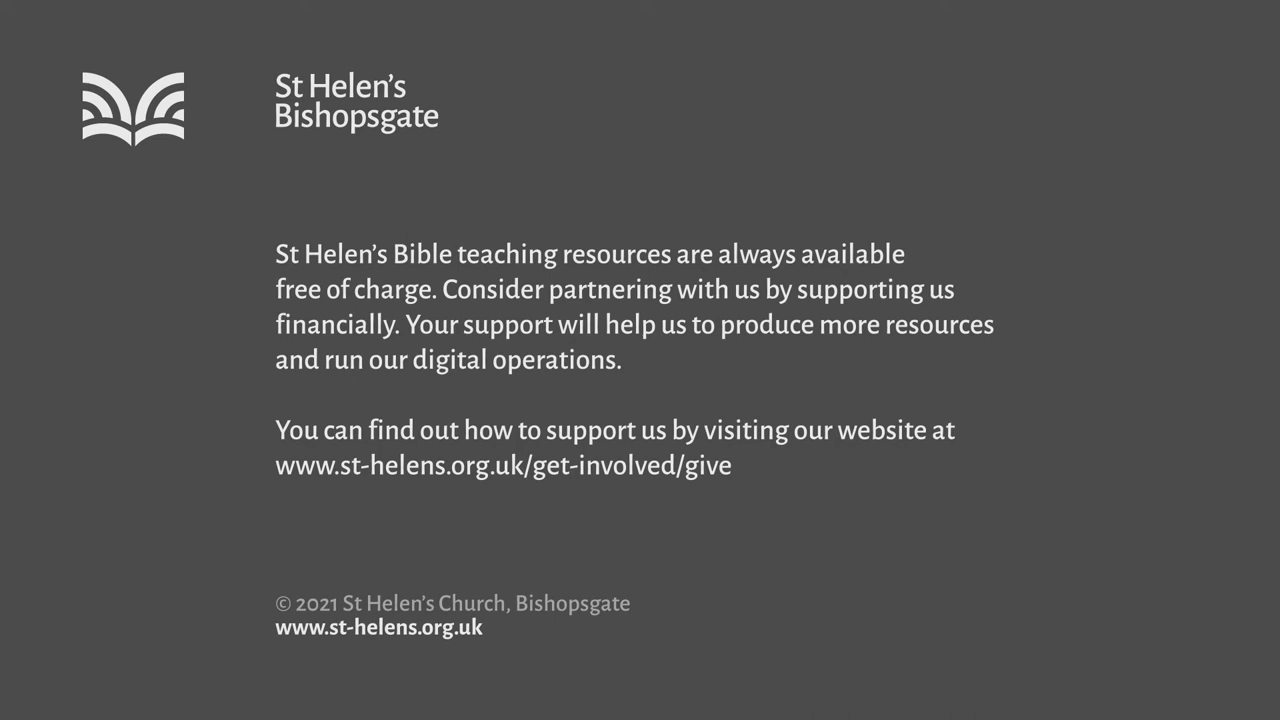 St Helen’s
Bishopsgate
St Helen’s Bible teaching resources are always available
free of charge. Consider partnering with us by supporting us
financially. Your support will help us to produce more resources
and run our digital operations.
You can find out how to support us by visiting our website at
www.st-helens.org.uk/get-involved/give
© 2021 St Helen’s Church, Bishopsgate
www.st-helens.org.uk